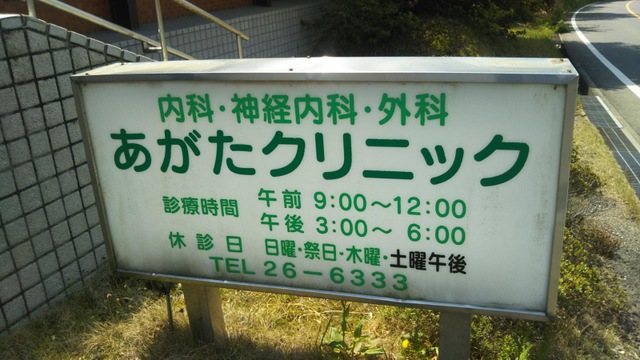 内科・神経内科・外科
あがたクリニック
診療時間 午前 9:00～12:00
午後 3:00～ 6:00
休診日 日曜・祭日・木曜・土曜午後
TEL26－6333